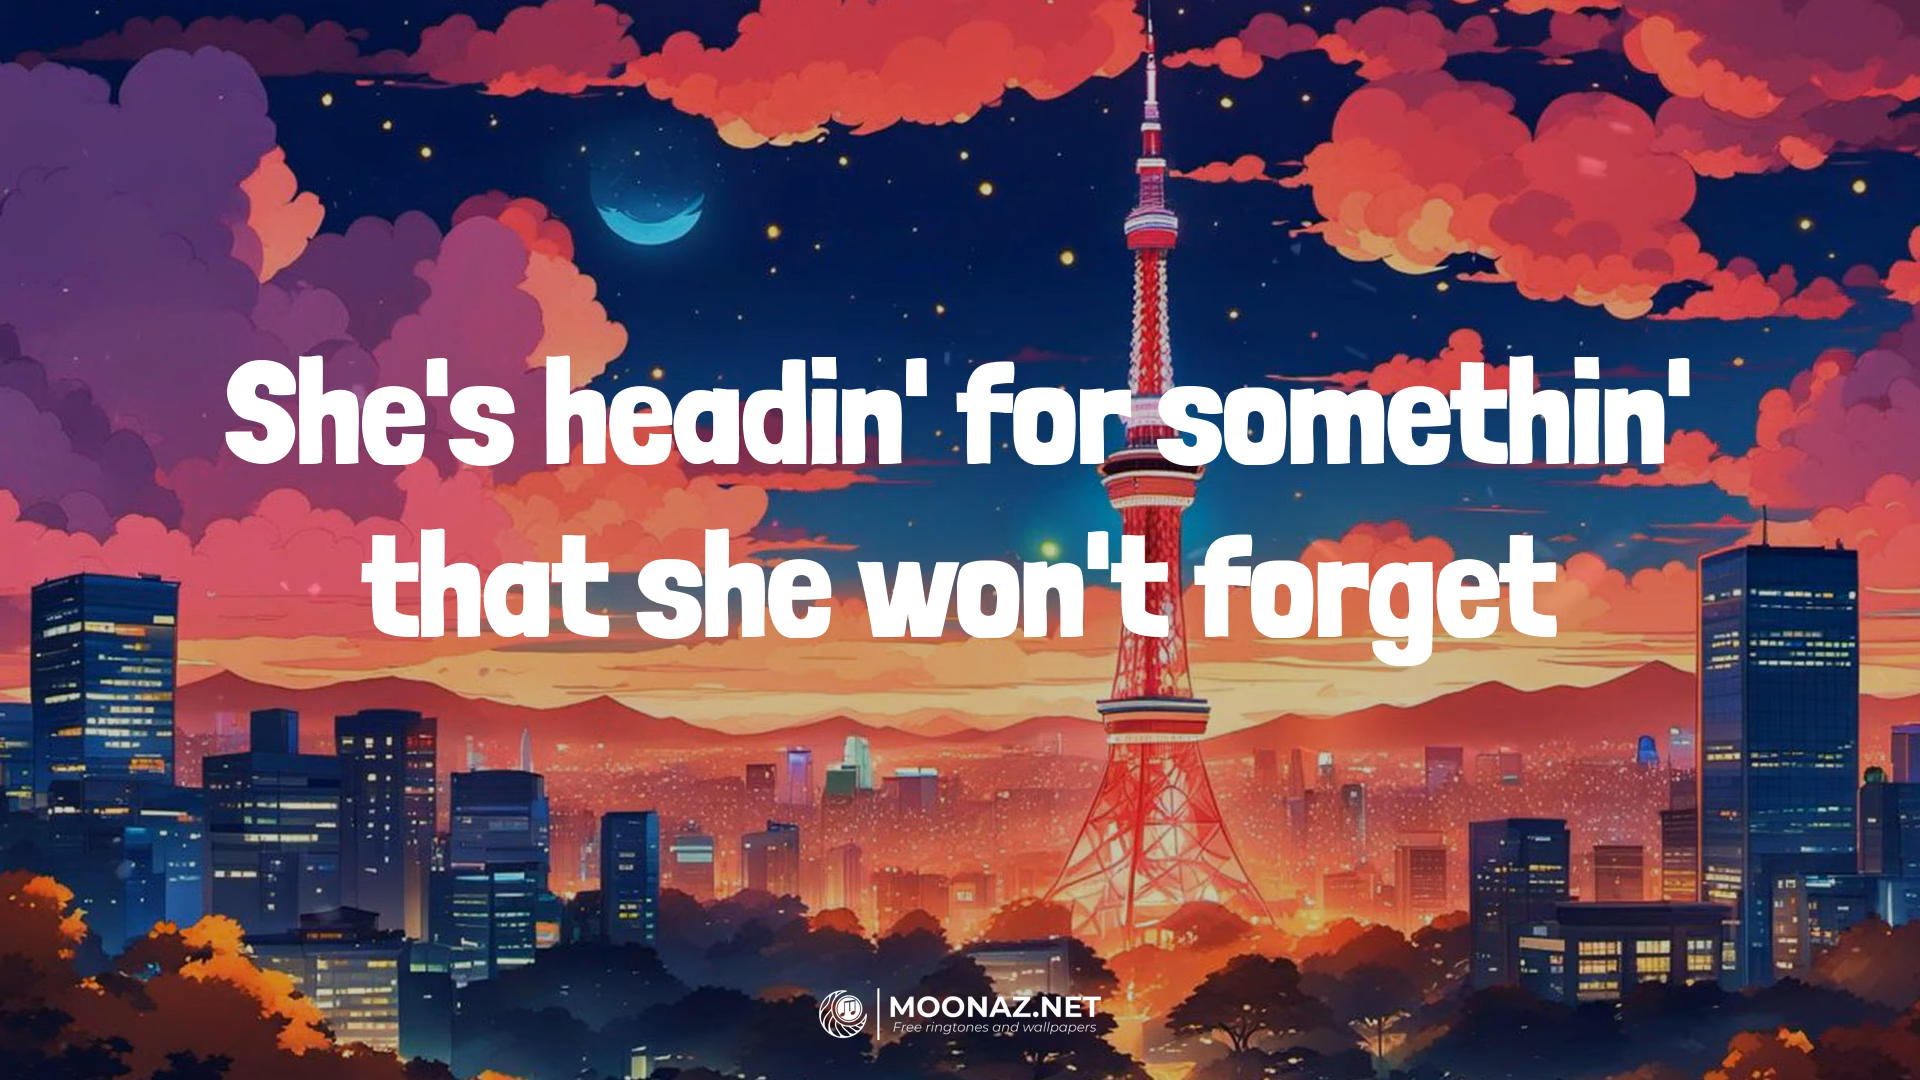 She's headin' for somethin'
that she won't forget
MOONAZ.NET
Free ringtones and wallpapers